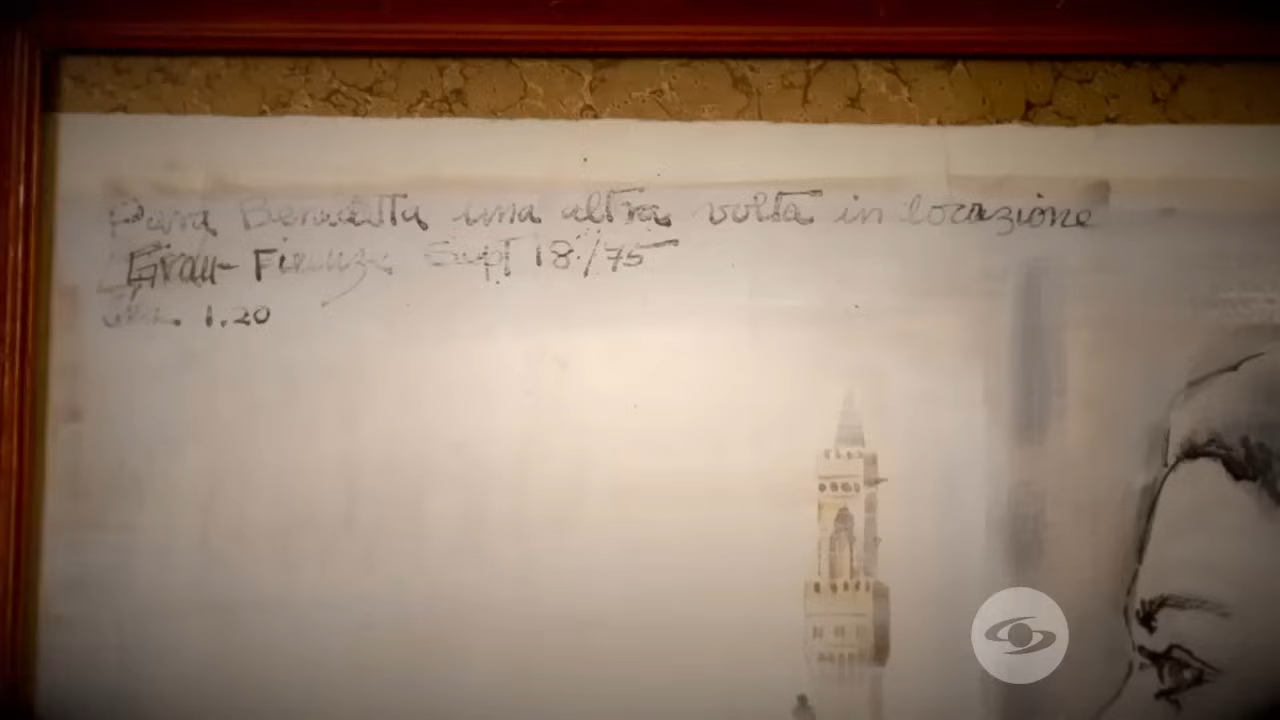 Para Benedetta una altra volta in locazione
Grau - Firenze Sept 18/75
1.20